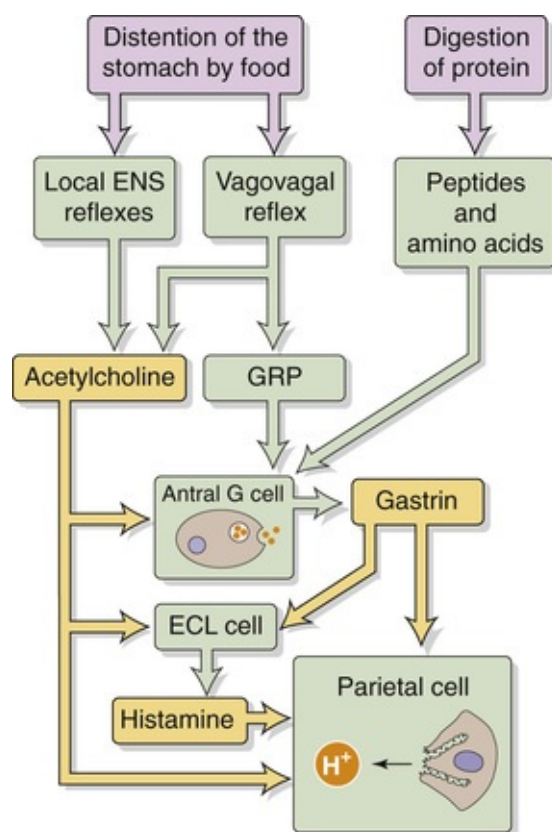 Distention of the
stomach by food
Digestion
of protein
Local ENS
reflexes
Vagovagal
reflex
Peptides
and
amino acids
Acetylcholine
GRP
Antral G cell
Gastrin
ECL cell
Histamine
Parietal cell
H⁺